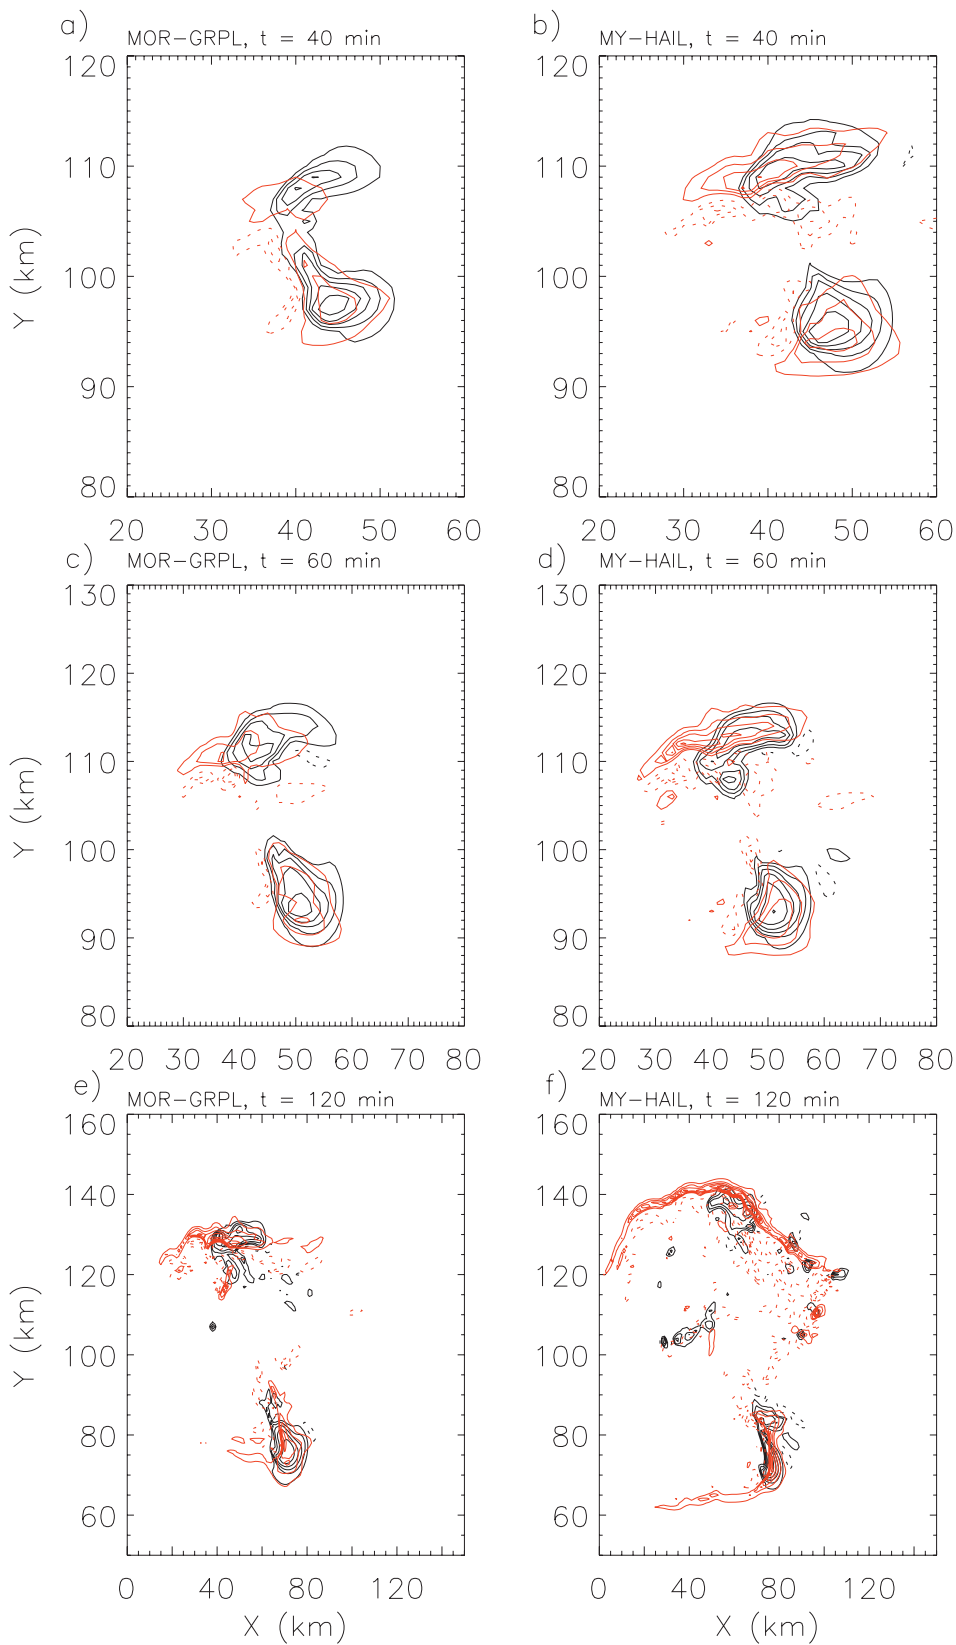 a) MOR-GRPL, t = 40 min
b) MY-HAIL, t = 40 min
120 120
110 110
Y (km)
100 100
90 90
80 80
20 30 40 50 60 20 30 40 50 60
c) MOR-GRPL, t = 60 min
d) MY-HAIL, t = 60 min
130 130
120 120
110 110
Y (km)
100 100
90 90
80 80
20 30 40 50 60 70 80 20 30 40 50 60 70 80
e) MOR-GRPL, t = 120 min
f) MY-HAIL, t = 120 min
160 160
140 140
120 120
Y (km)
100 100
80 80
60 60
0 40 80 120 0 40 80 120
X (km) X (km)